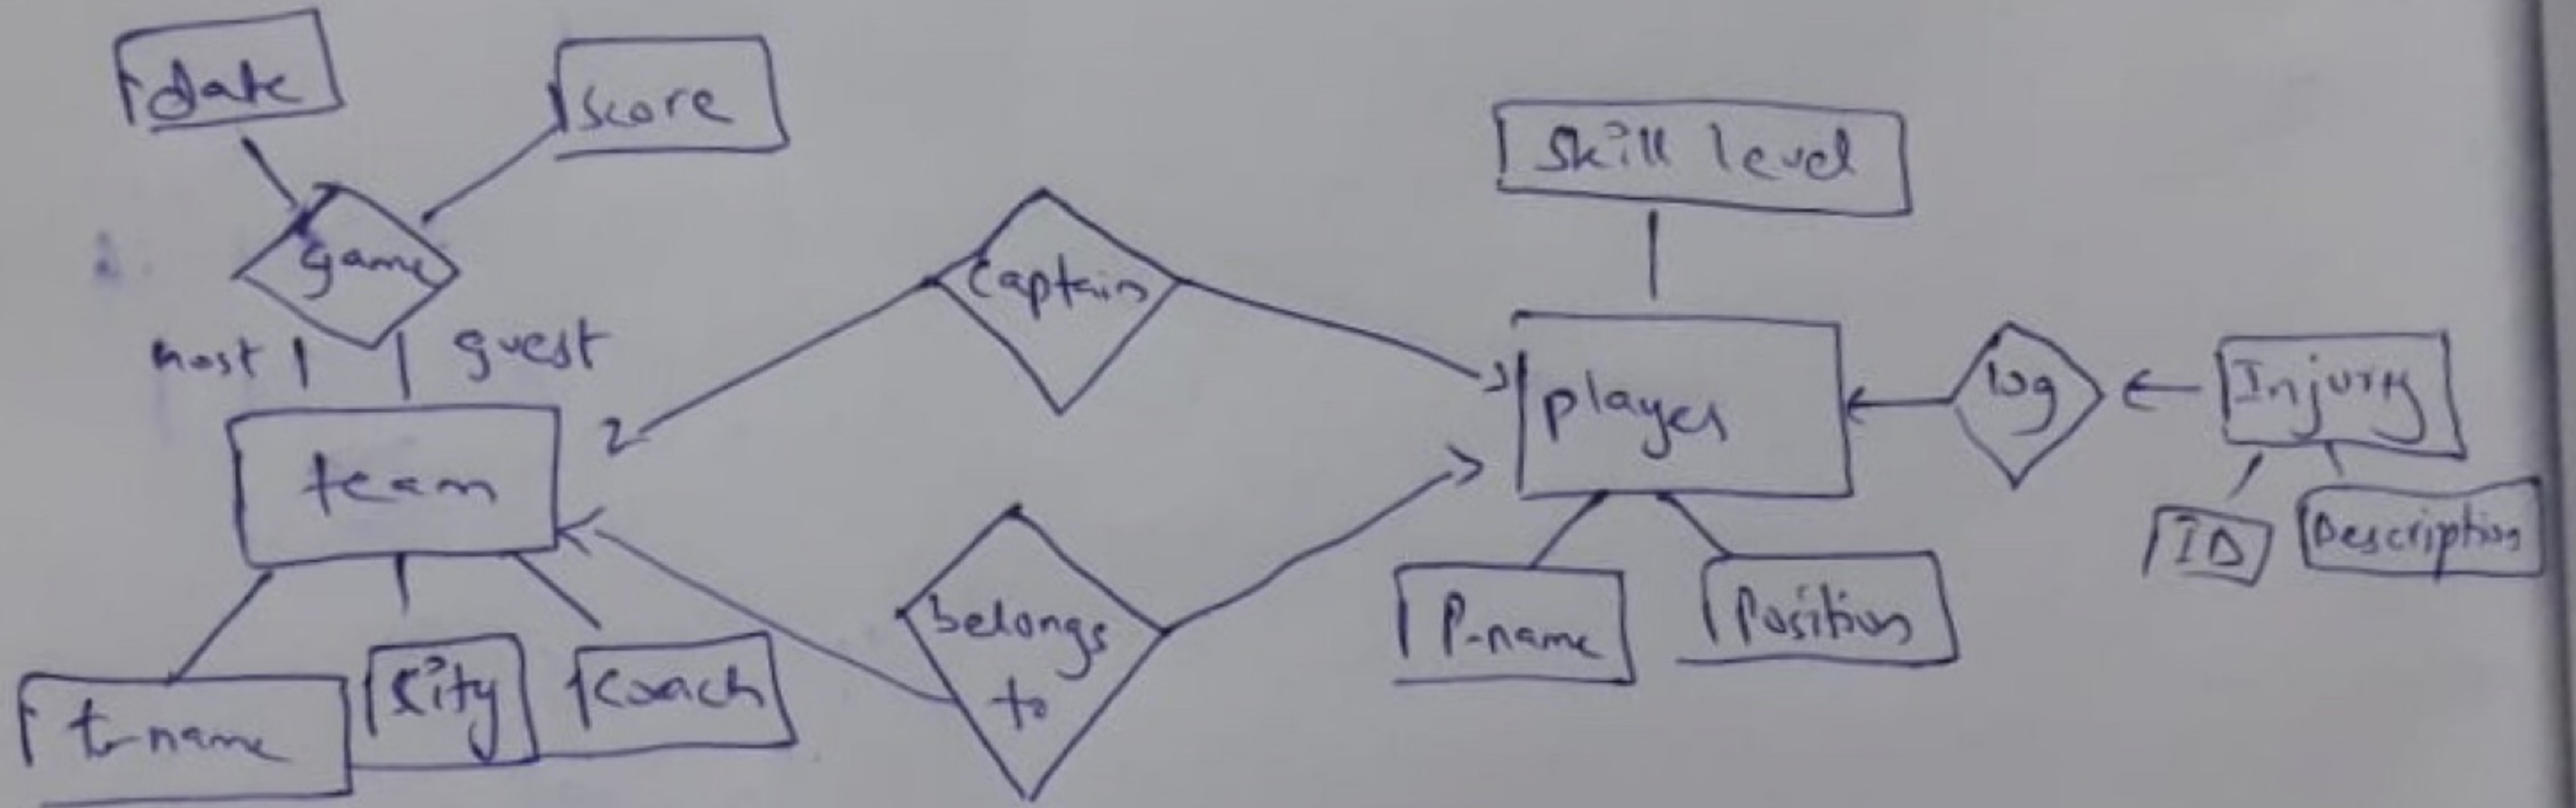 date
score
Skill level
game
Captain
host
guest
player
log
Injury
team
ID
Description
belongs
to
P-name
Position
t-name
City
Coach